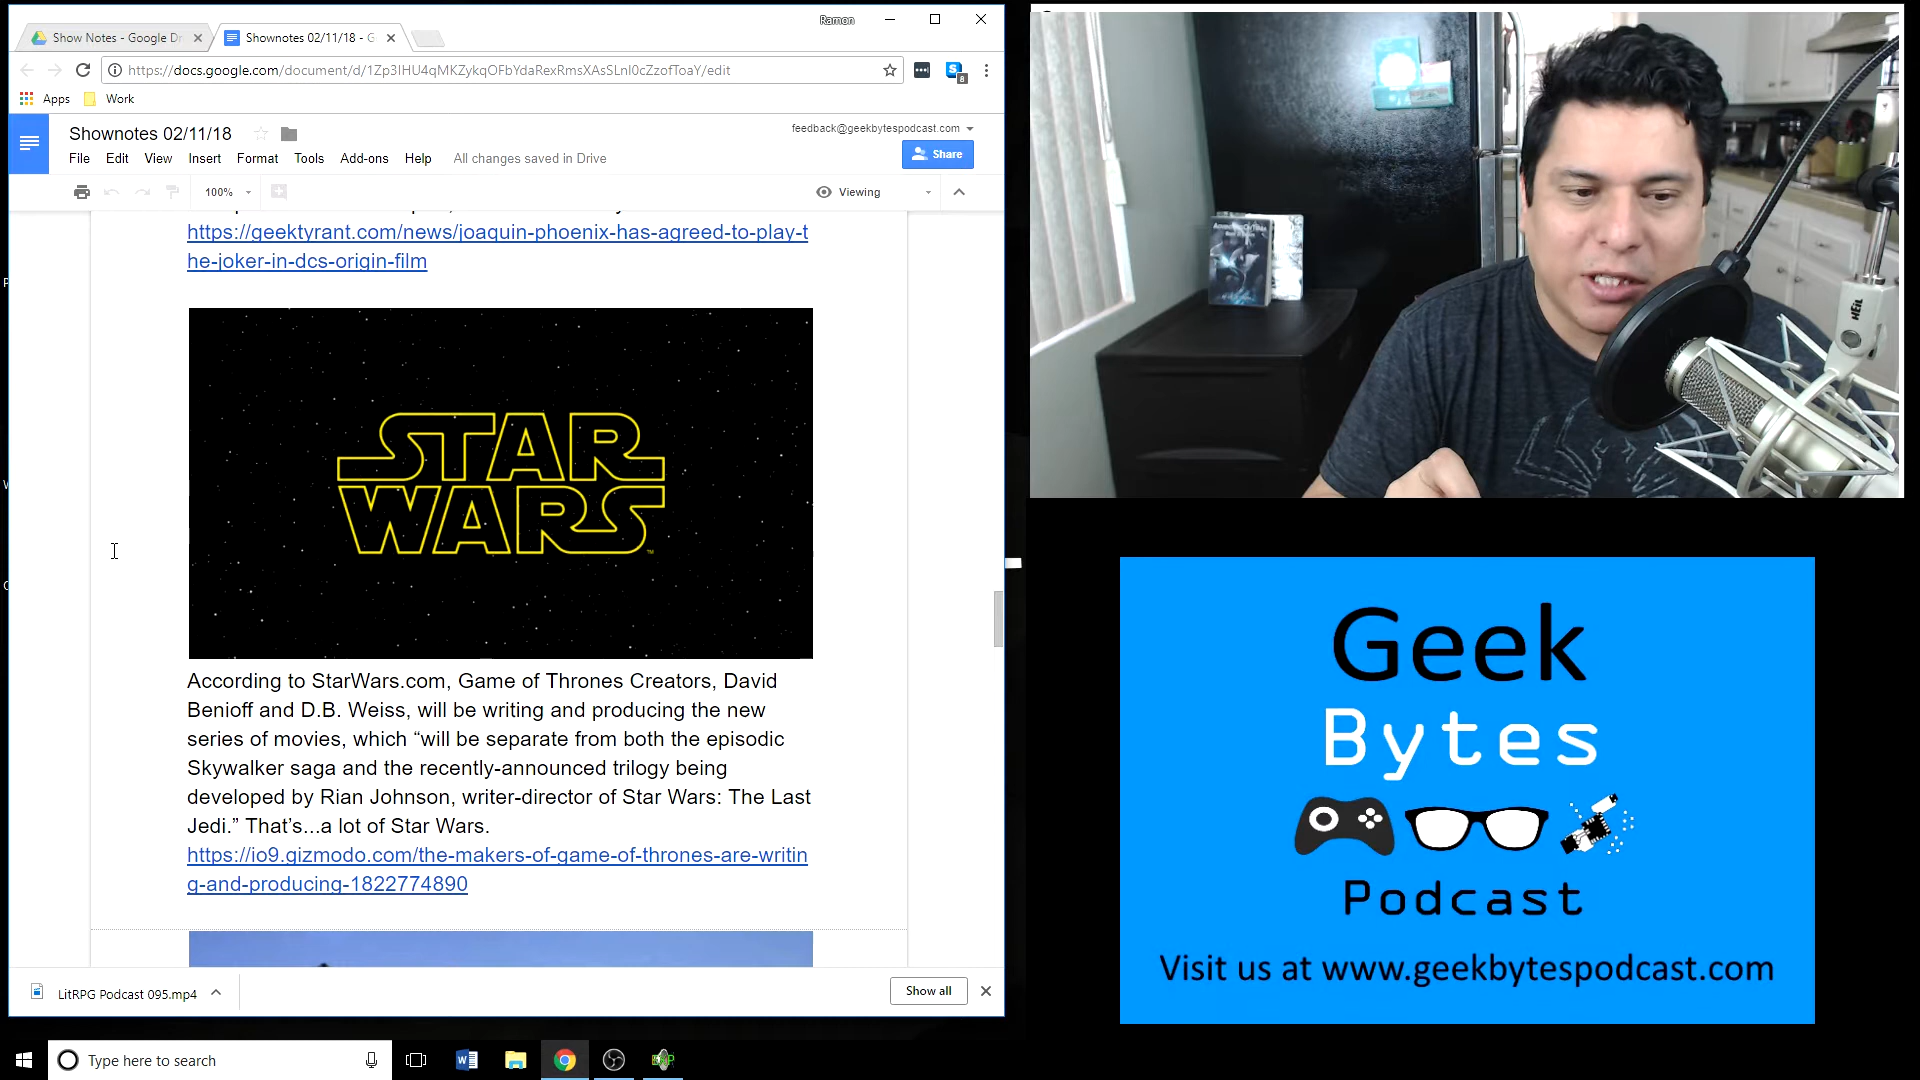 Ramon
Show Notes - Google Dr
Shownotes 02/11/18 - G
https://docs.google.com/document/d/1Zp3IHU4qMKZykqOFbYdaRexRmsXAsSLnI0cZzofToaY/edit
8
Apps
Work
Shownotes 02/11/18
feedback@geekbytespodcast.com
File Edit View Insert Format Tools Add-ons Help All changes saved in Drive
Share
100%
Viewing
https://geektyrant.com/news/joaquin-phoenix-has-agreed-to-play-t
he-joker-in-dcs-origin-film
STAR
WARS
According to StarWars.com, Game of Thrones Creators, David
Benioff and D.B. Weiss, will be writing and producing the new
series of movies, which “will be separate from both the episodic
Skywalker saga and the recently-announced trilogy being
developed by Rian Johnson, writer-director of Star Wars: The Last
Jedi.” That’s...a lot of Star Wars.
https://io9.gizmodo.com/the-makers-of-game-of-thrones-are-writin
g-and-producing-1822774890
LitRPG Podcast 095.mp4
Show all
Type here to search
HEiL
Geek
Bytes
Podcast
Visit us at www.geekbytespodcast.com